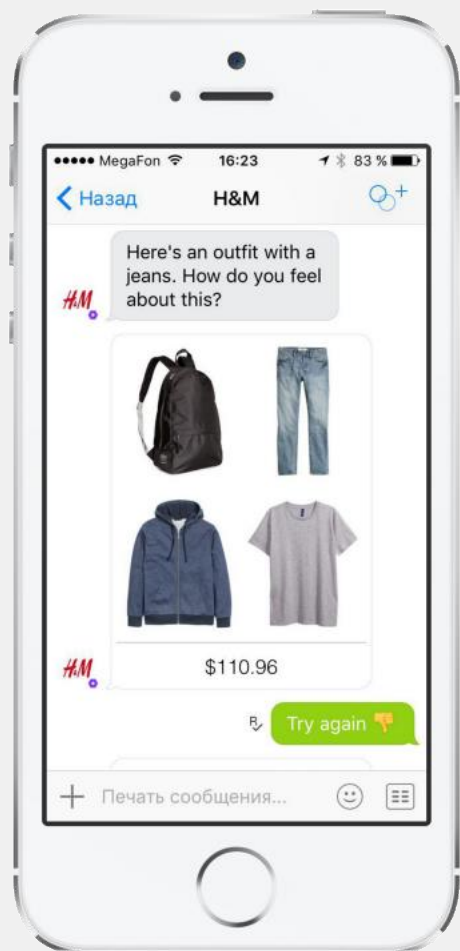 MegaFon 16:23 83 %
Назад H&M
Here's an outfit with a
jeans. How do you feel
about this?
H&M
$110.96
H&M
R
Try again 👎
Печать сообщения...